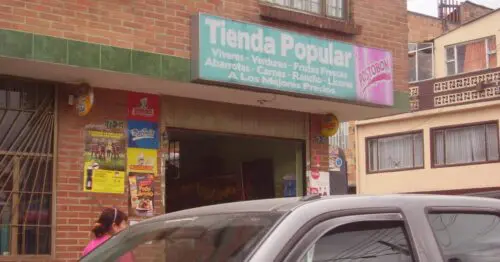 Tienda Popular
Viveres - Verduras - Frutas Frescas
Abarrotes - Carnes - Rancho - Licores
A Los Mejores Precios
POSTOBON